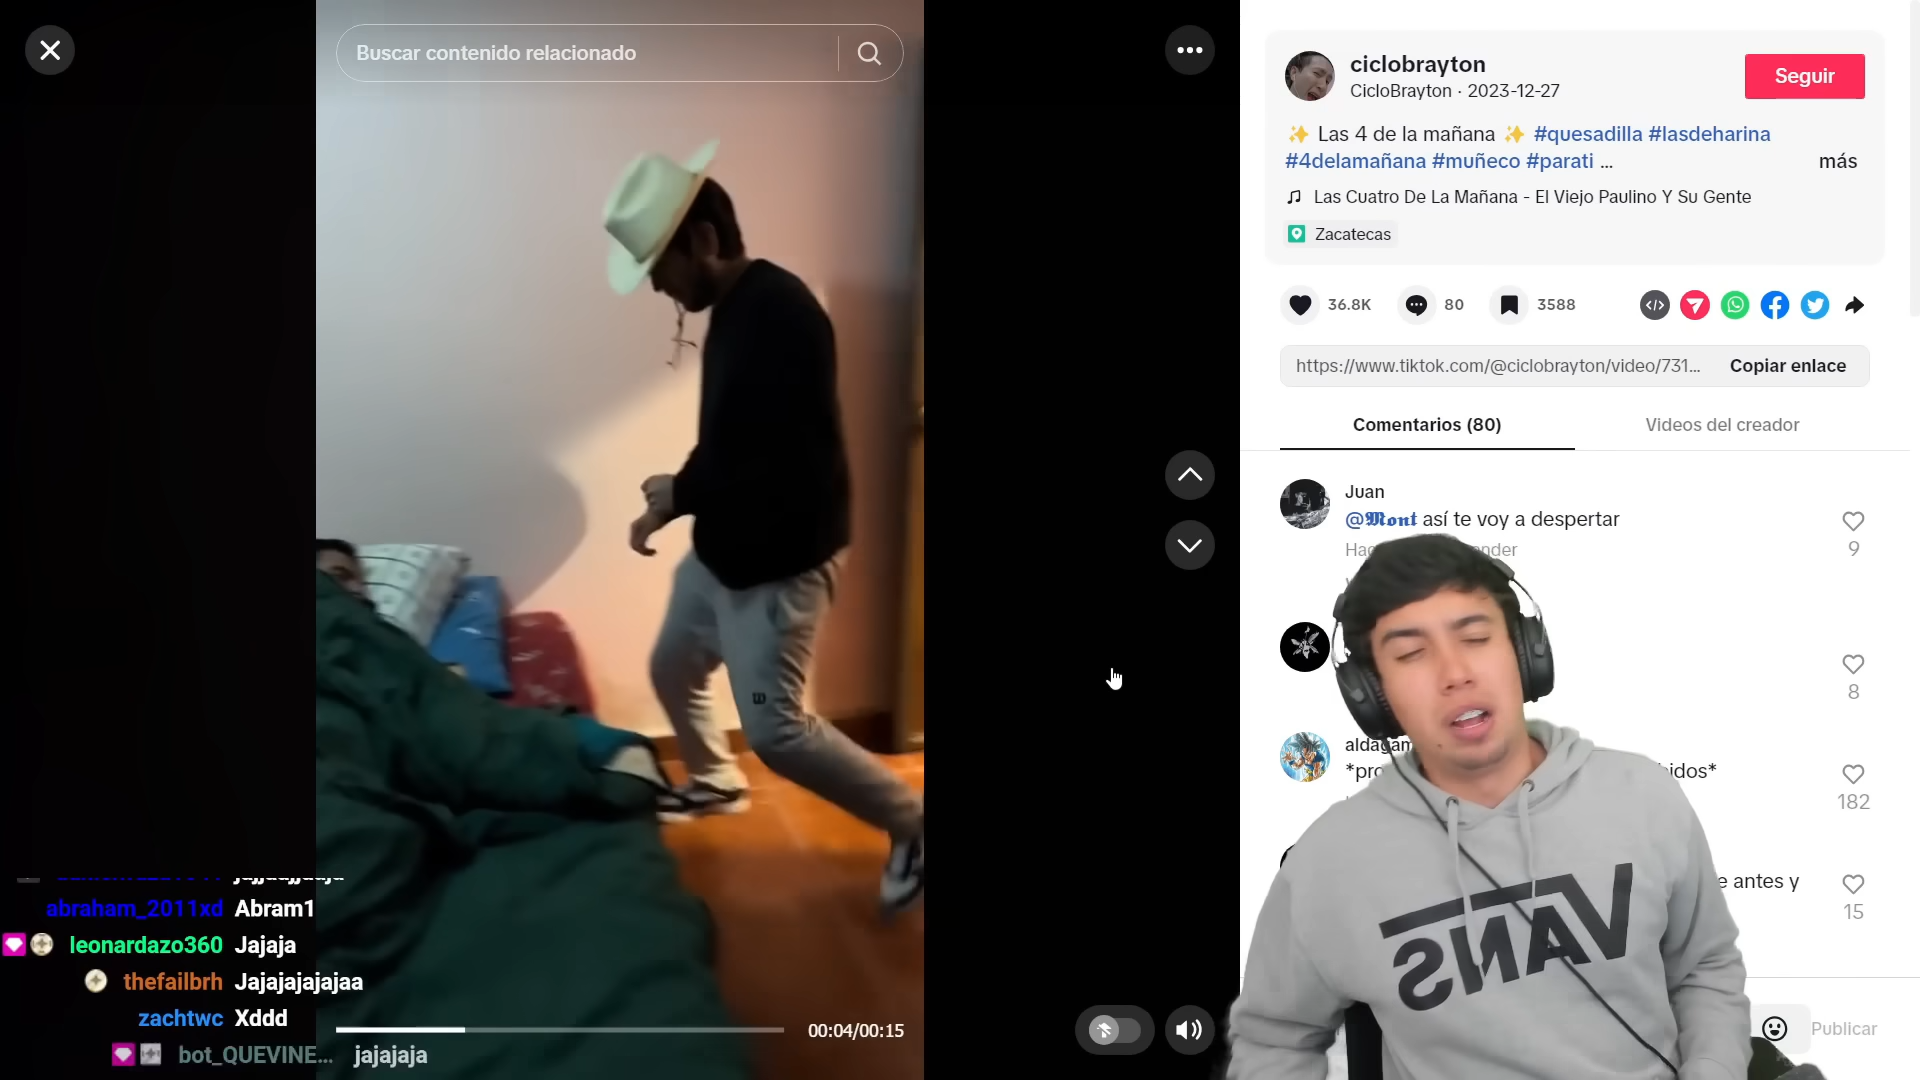 Buscar contenido relacionado
ciclobrayton
CicloBrayton · 2023-12-27
Seguir
✨ Las 4 de la mañana ✨ #quesadilla #lasdeharina
#4delamañana #muñeco #parati ...
más
Las Cuatro De La Mañana - El Viejo Paulino Y Su Gente
Zacatecas
36.8K
80
3588
https://www.tiktok.com/@ciclobrayton/video/731...
Copiar enlace
Comentarios (80)
Videos del creador
Juan
@𝕸𝖔𝖓𝖙 así te voy a despertar
9
8
182
e antes y
15
VANS
abraham_2011xd Abram1
leonardazo360 Jajaja
thefailbrh Jajajajajajaa
zachtwc Xddd
bot_QUEVINE... jajajaja
00:04/00:15
Publicar